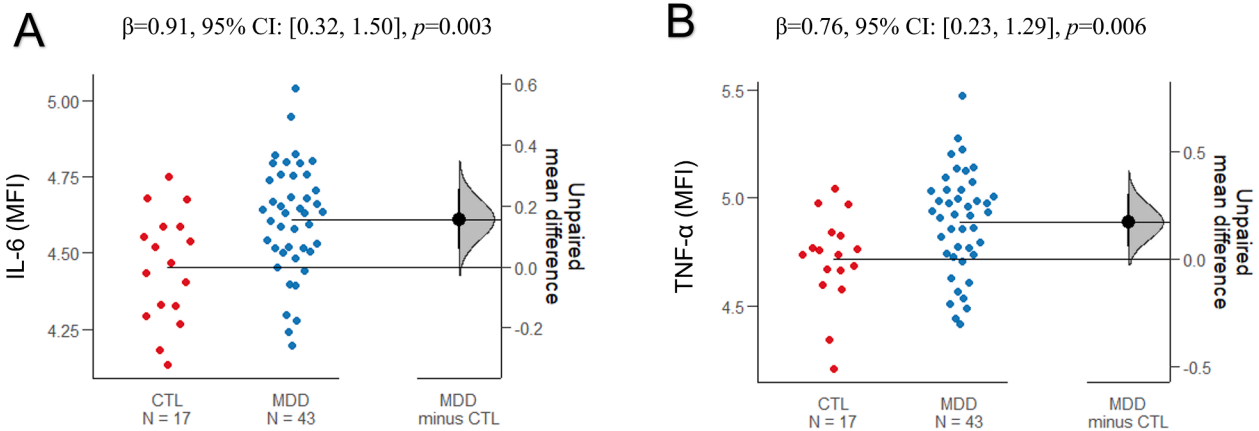 A
β=0.91, 95% CI: [0.32, 1.50], p=0.003
IL-6 (MFI)
5.00
4.75
4.50
4.25
0.6
0.4
0.2
0.0
-0.2
Unpaired
mean difference
CTL
N = 17
MDD
N = 43
MDD
minus CTL
B
β=0.76, 95% CI: [0.23, 1.29], p=0.006
TNF-α (MFI)
5.5
5.0
4.5
0.5
0.0
-0.5
Unpaired
mean difference
CTL
N = 17
MDD
N = 43
MDD
minus CTL